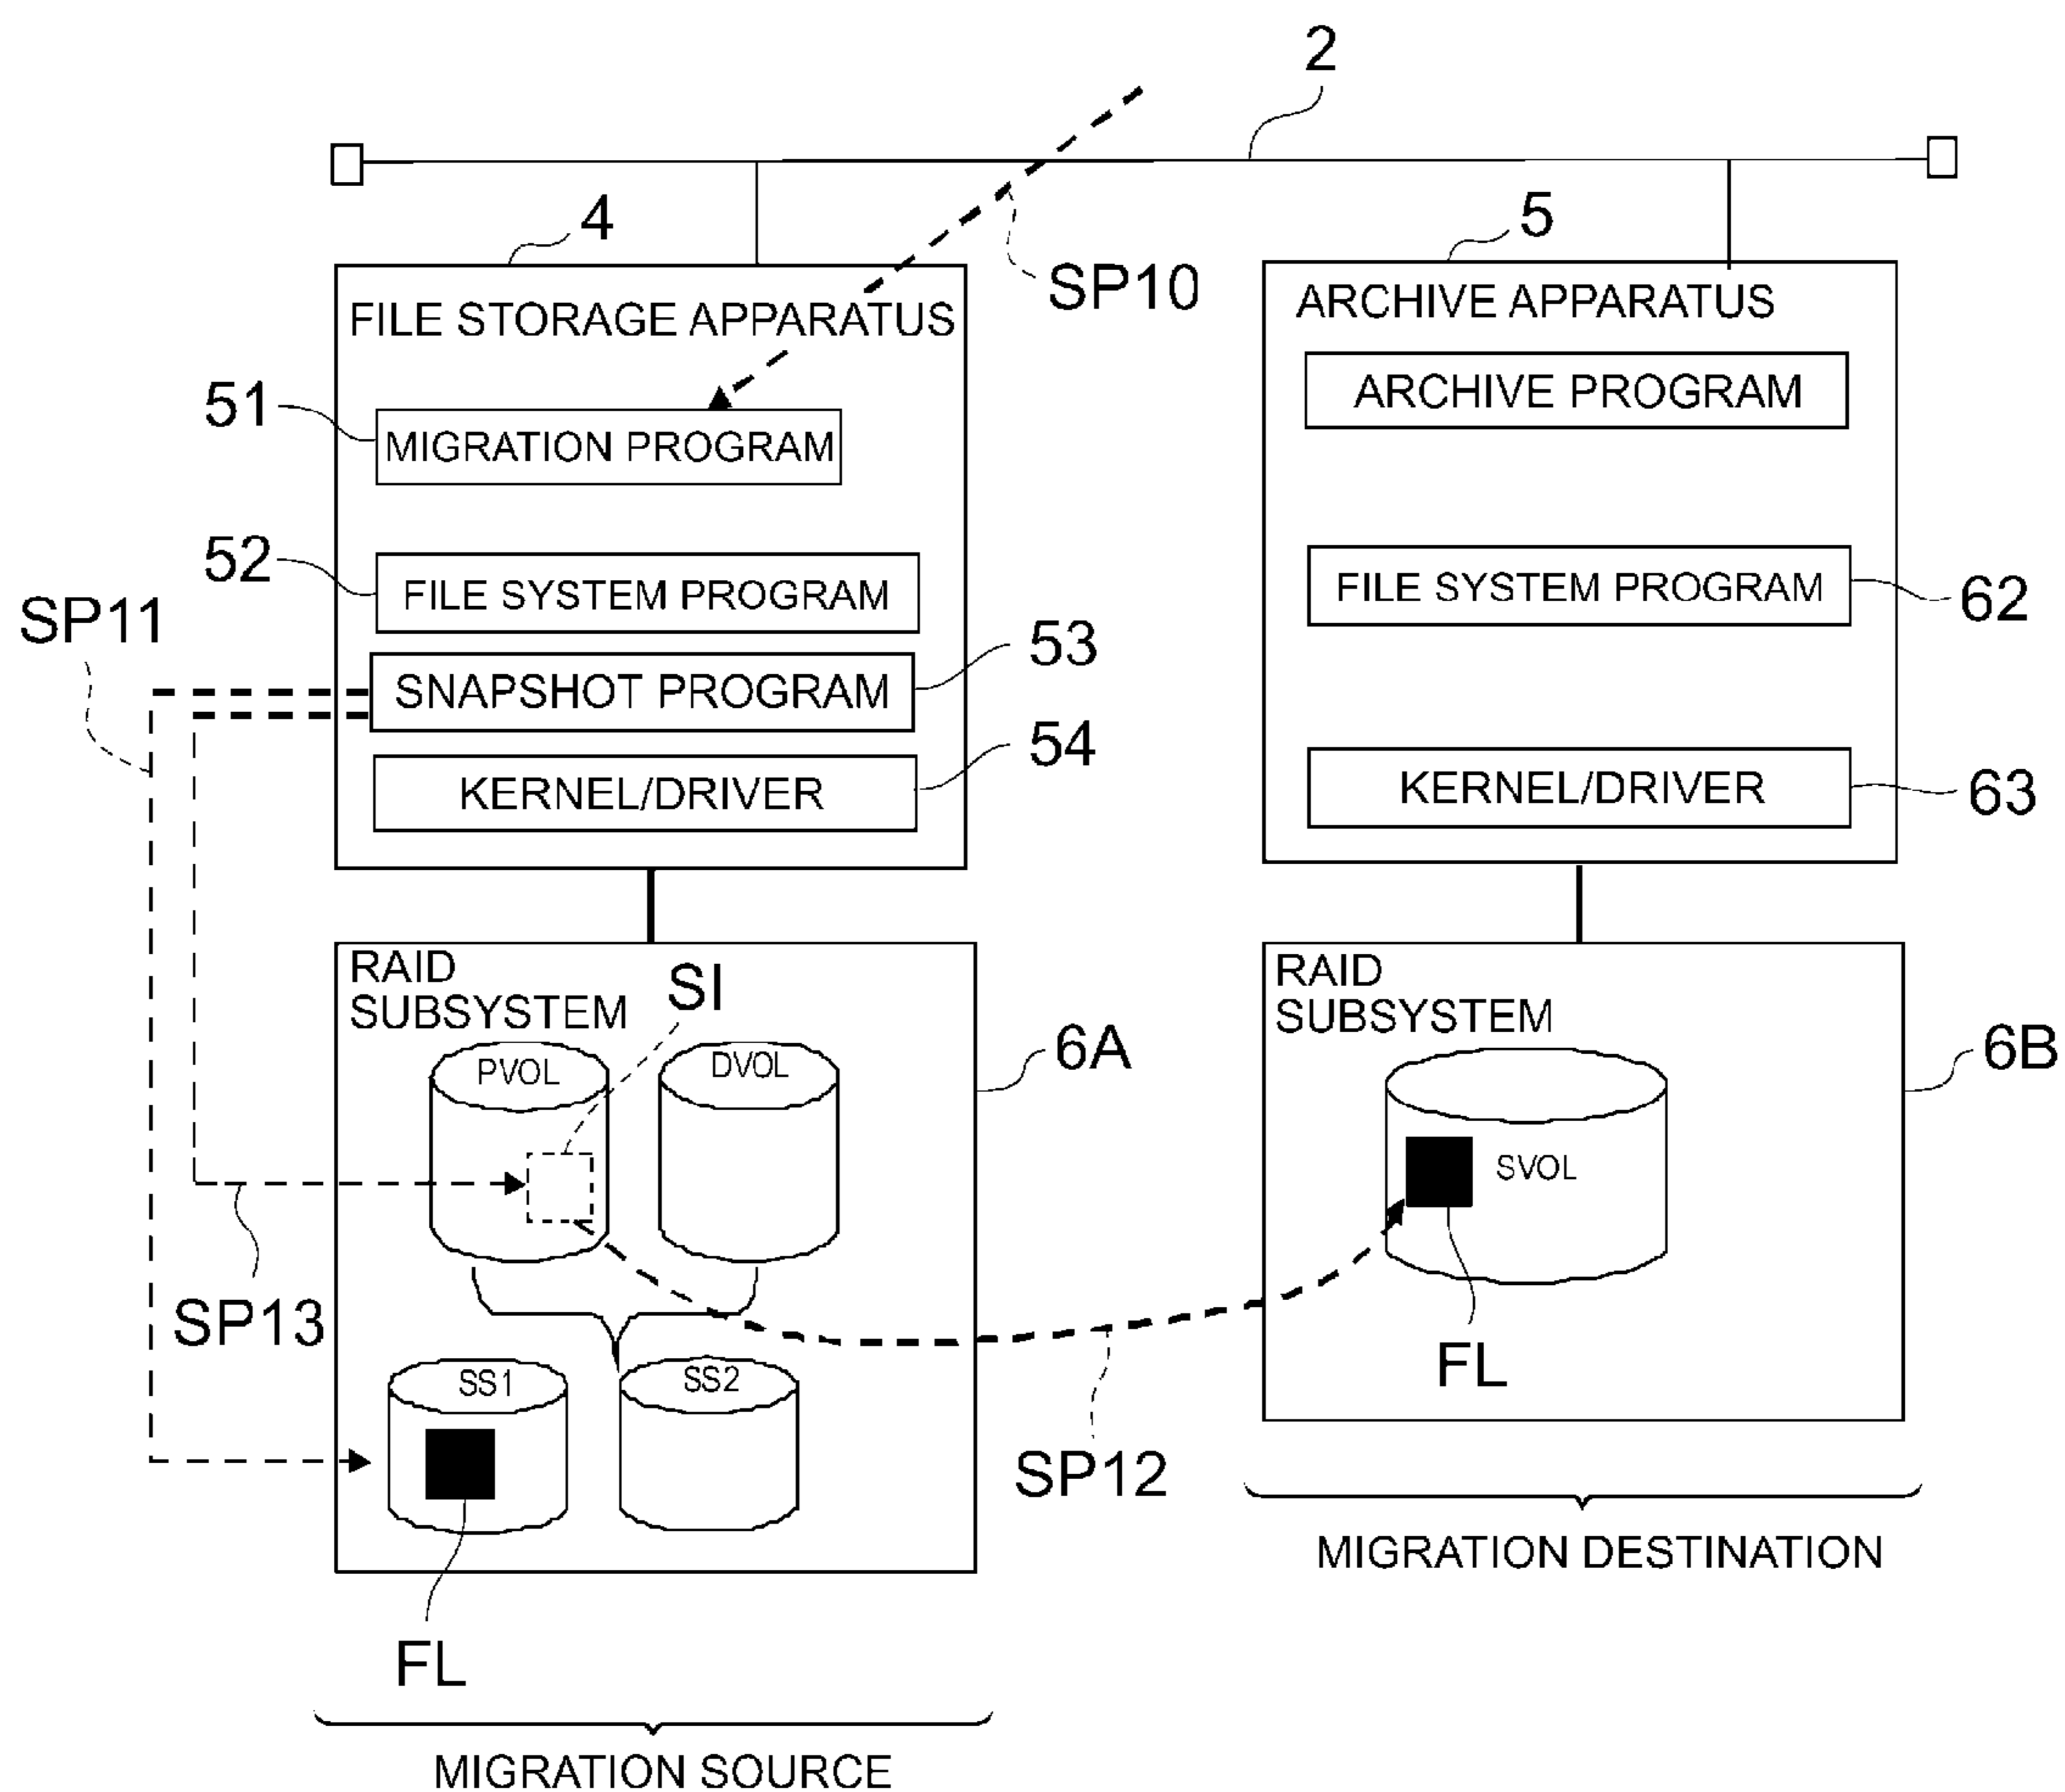 2
4
5
SP10
FILE STORAGE APPARATUS
ARCHIVE APPARATUS
51
MIGRATION PROGRAM
ARCHIVE PROGRAM
52
FILE SYSTEM PROGRAM
FILE SYSTEM PROGRAM
62
SP11
53
SNAPSHOT PROGRAM
54
KERNEL/DRIVER
KERNEL/DRIVER
63
RAID
SUBSYSTEM
SI
RAID
SUBSYSTEM
6A
6B
PVOL
DVOL
SVOL
SP13
FL
SS1
SS2
SP12
MIGRATION DESTINATION
FL
MIGRATION SOURCE